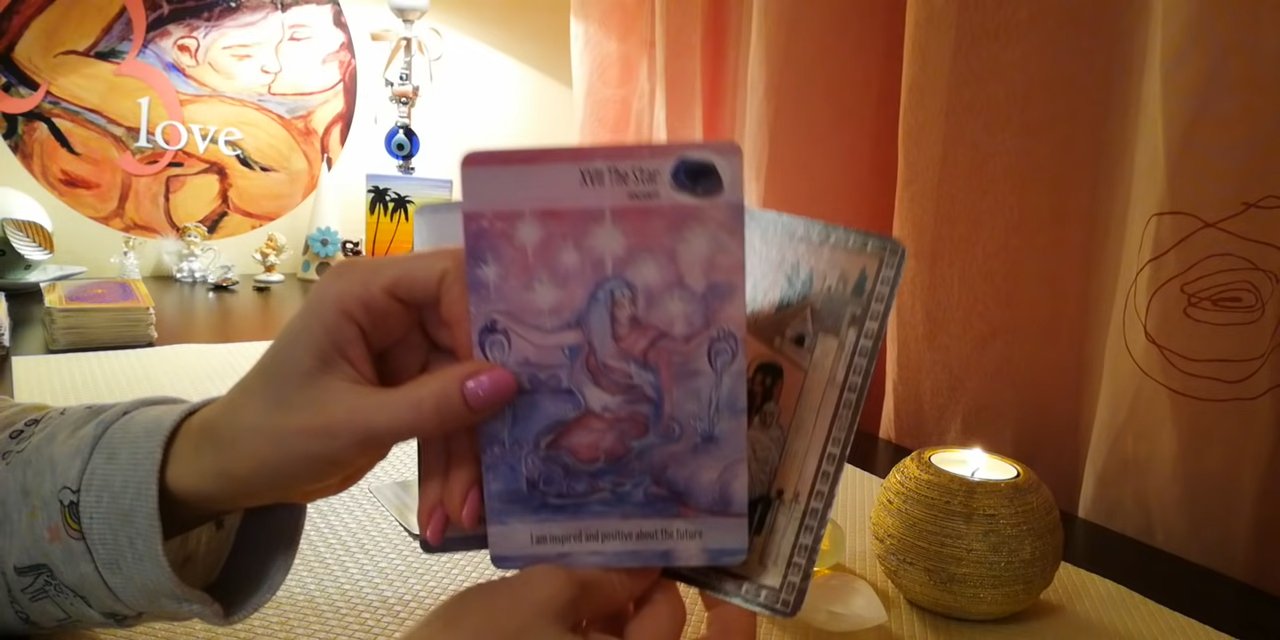 love
XVII The Star
I am inspired and positive about the future